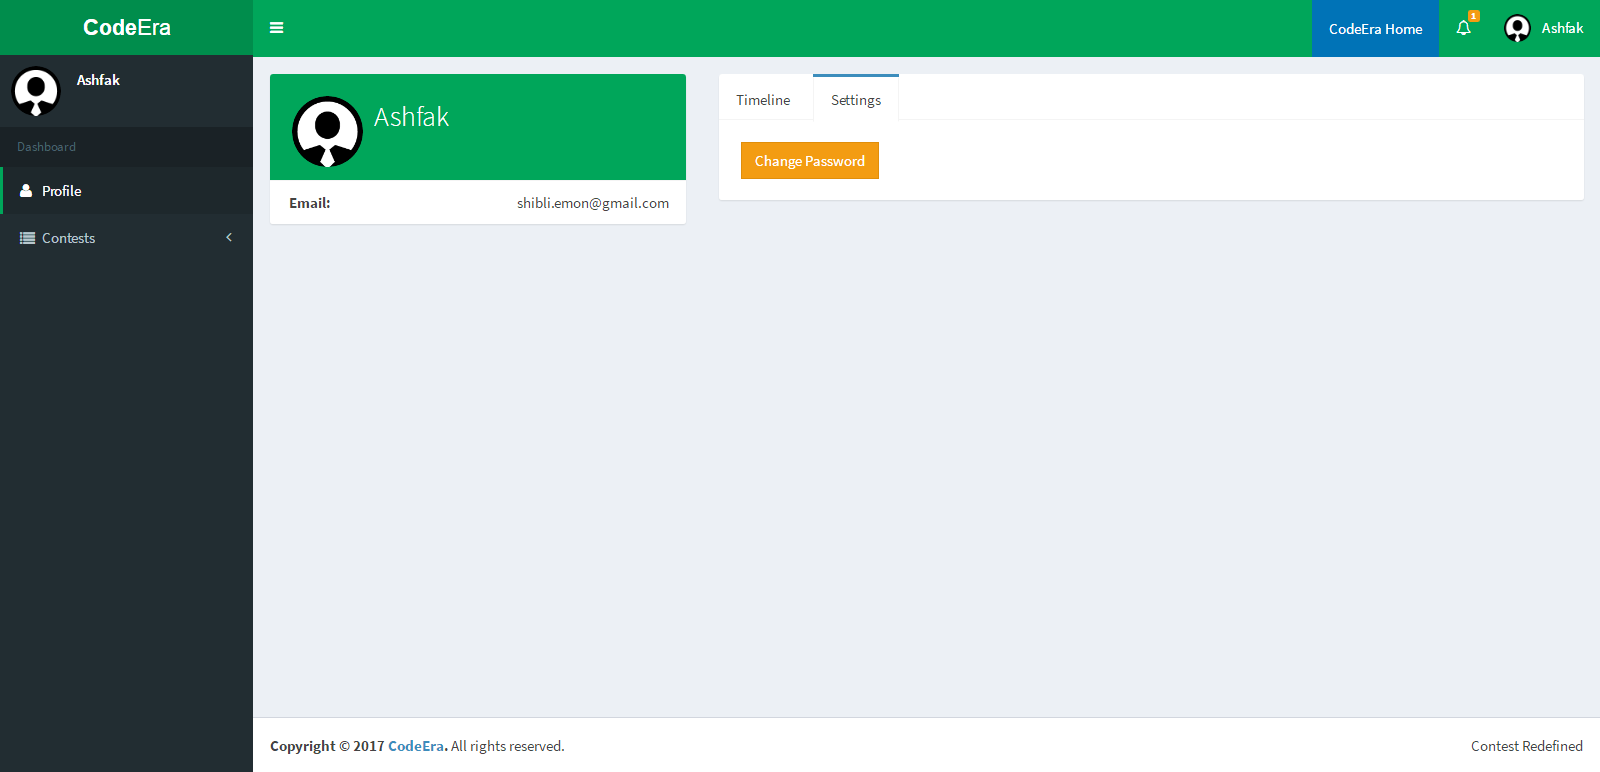 CodeEra
CodeEra Home
1
Ashfak
Ashfak
Dashboard
Profile
Contests
Ashfak
Email: shibli.emon@gmail.com
Timeline Settings
Change Password
Copyright © 2017 CodeEra. All rights reserved.
Contest Redefined